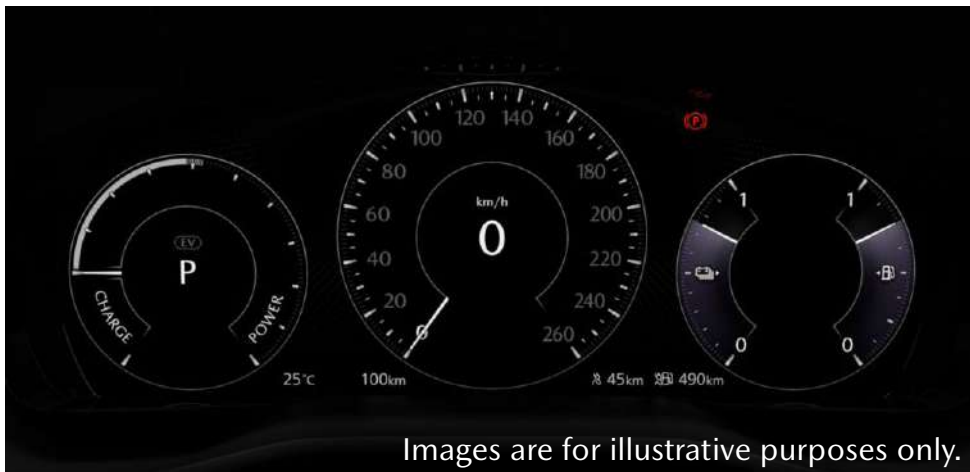 120 140
100 160
80 180
60 200
40 220
20 240
0 260
km/h
0
(P)
EV
P
CHARGE
POWER
1
1
0
0
25°C
100km
45km
490km
Images are for illustrative purposes only.